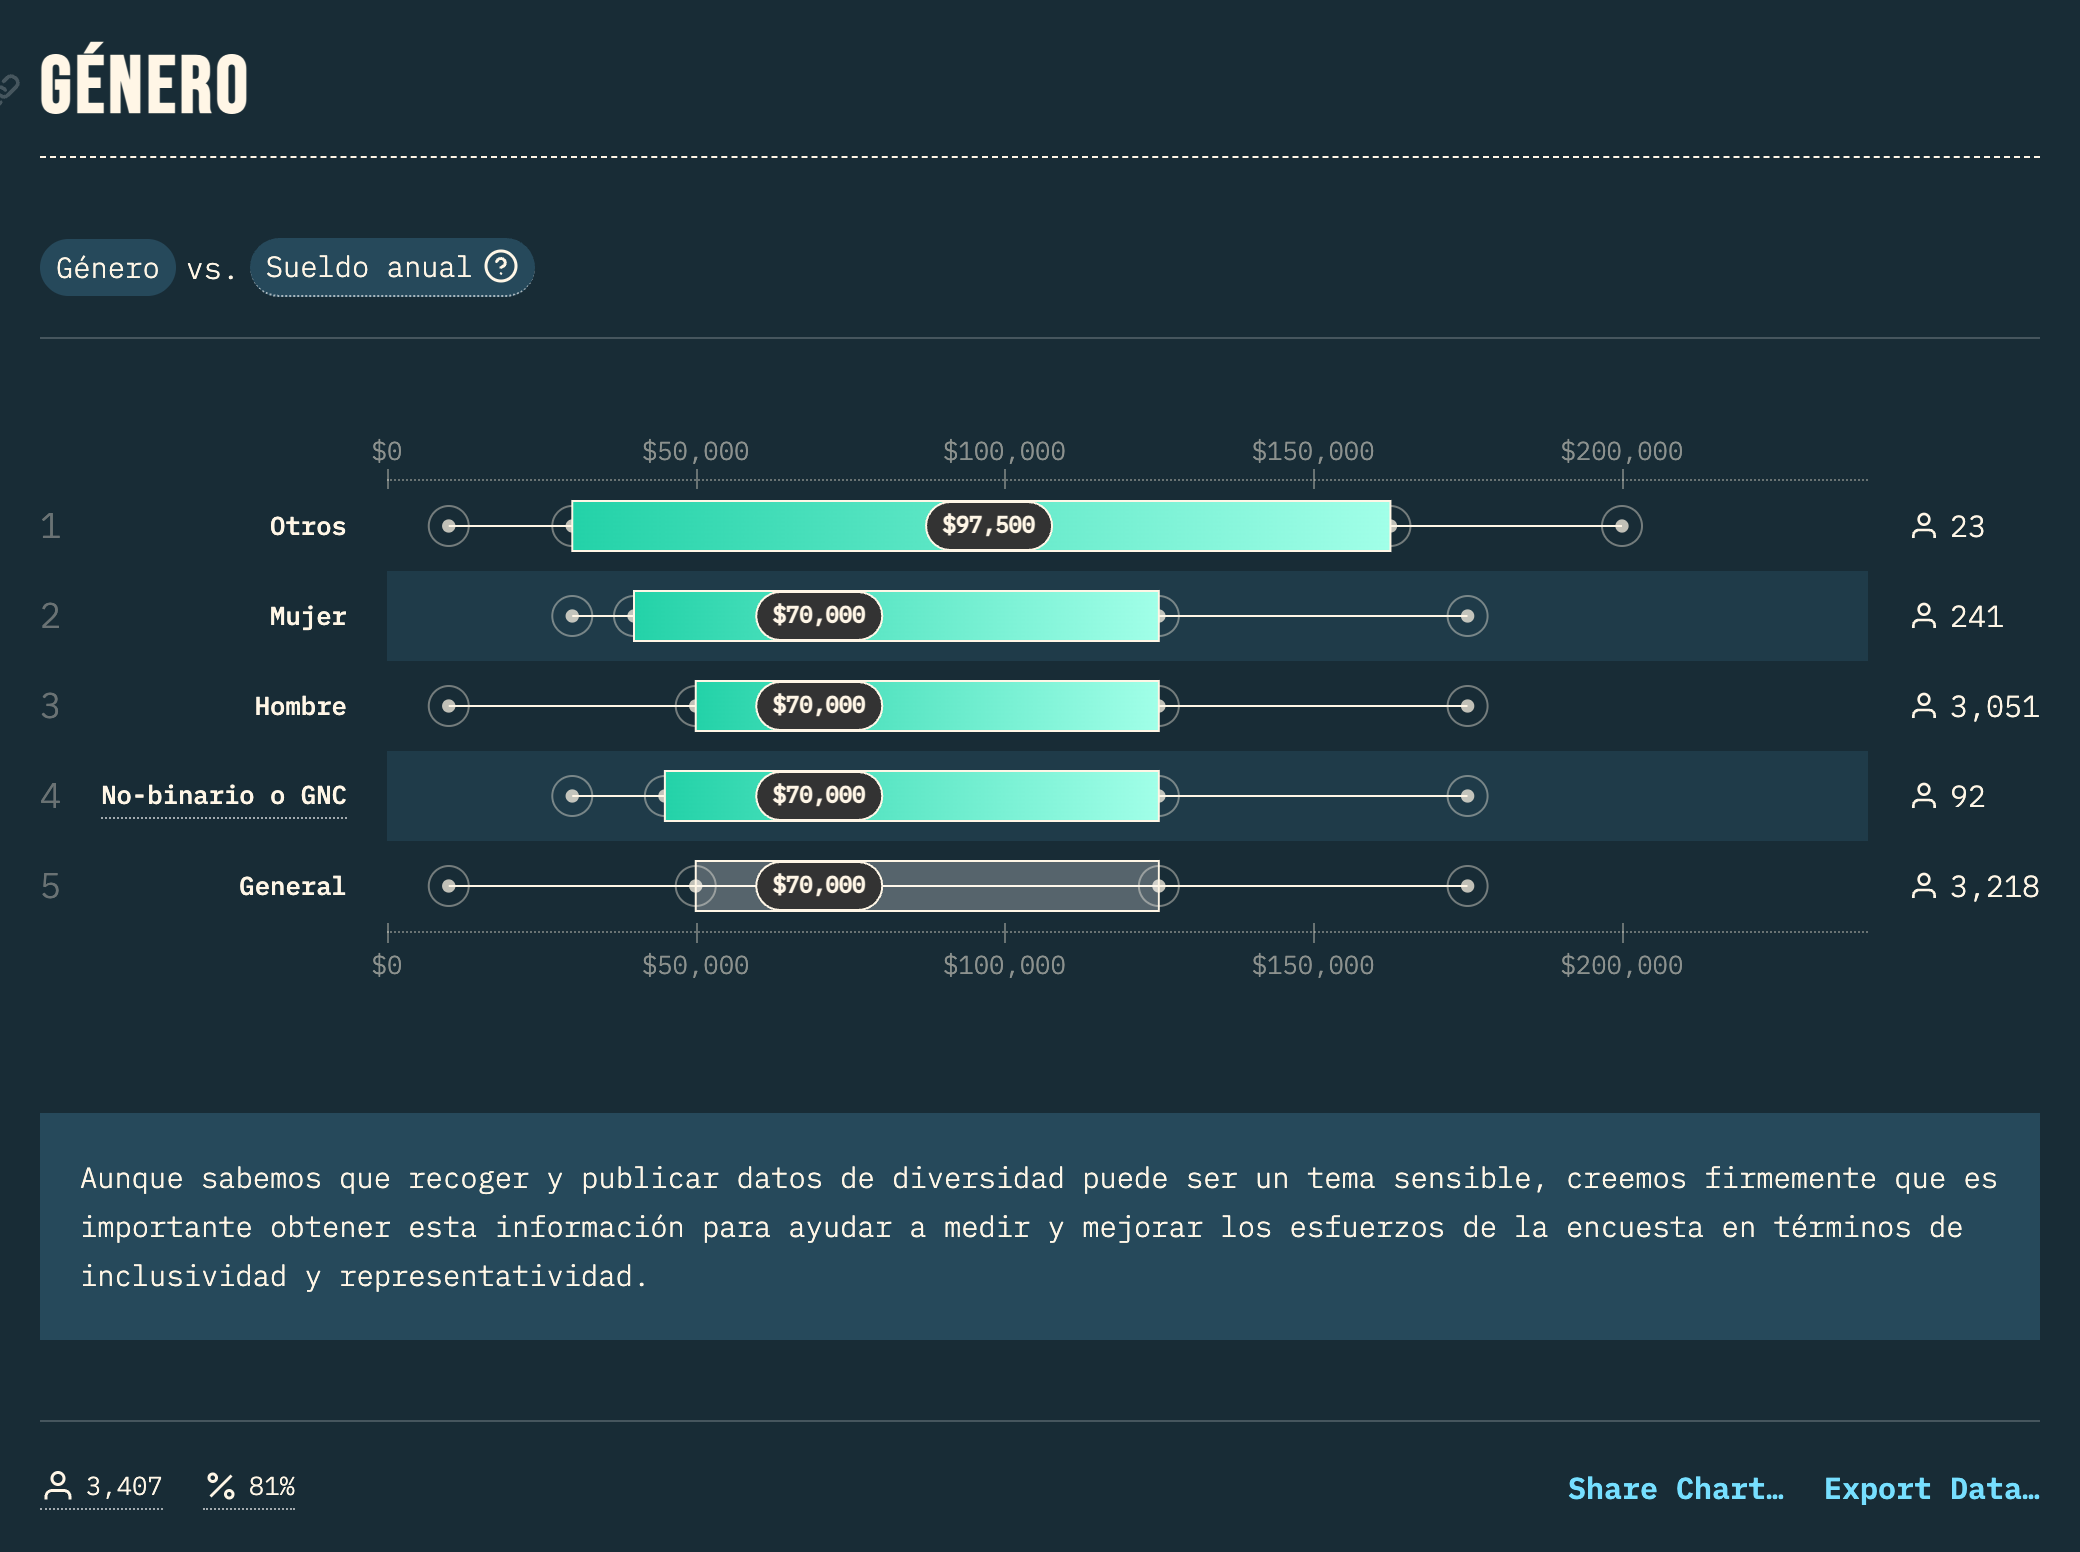 GÉNERO
Género vs. Sueldo anual ?
$0 $50,000 $100,000 $150,000 $200,000
1 Otros $97,500 23
2 Mujer $70,000 241
3 Hombre $70,000 3,051
4 No-binario o GNC $70,000 92
5 General $70,000 3,218
$0 $50,000 $100,000 $150,000 $200,000
Aunque sabemos que recoger y publicar datos de diversidad puede ser un tema sensible, creemos firmemente que es
importante obtener esta información para ayudar a medir y mejorar los esfuerzos de la encuesta en términos de
inclusividad y representatividad.
3,407 % 81% Share Chart… Export Data…